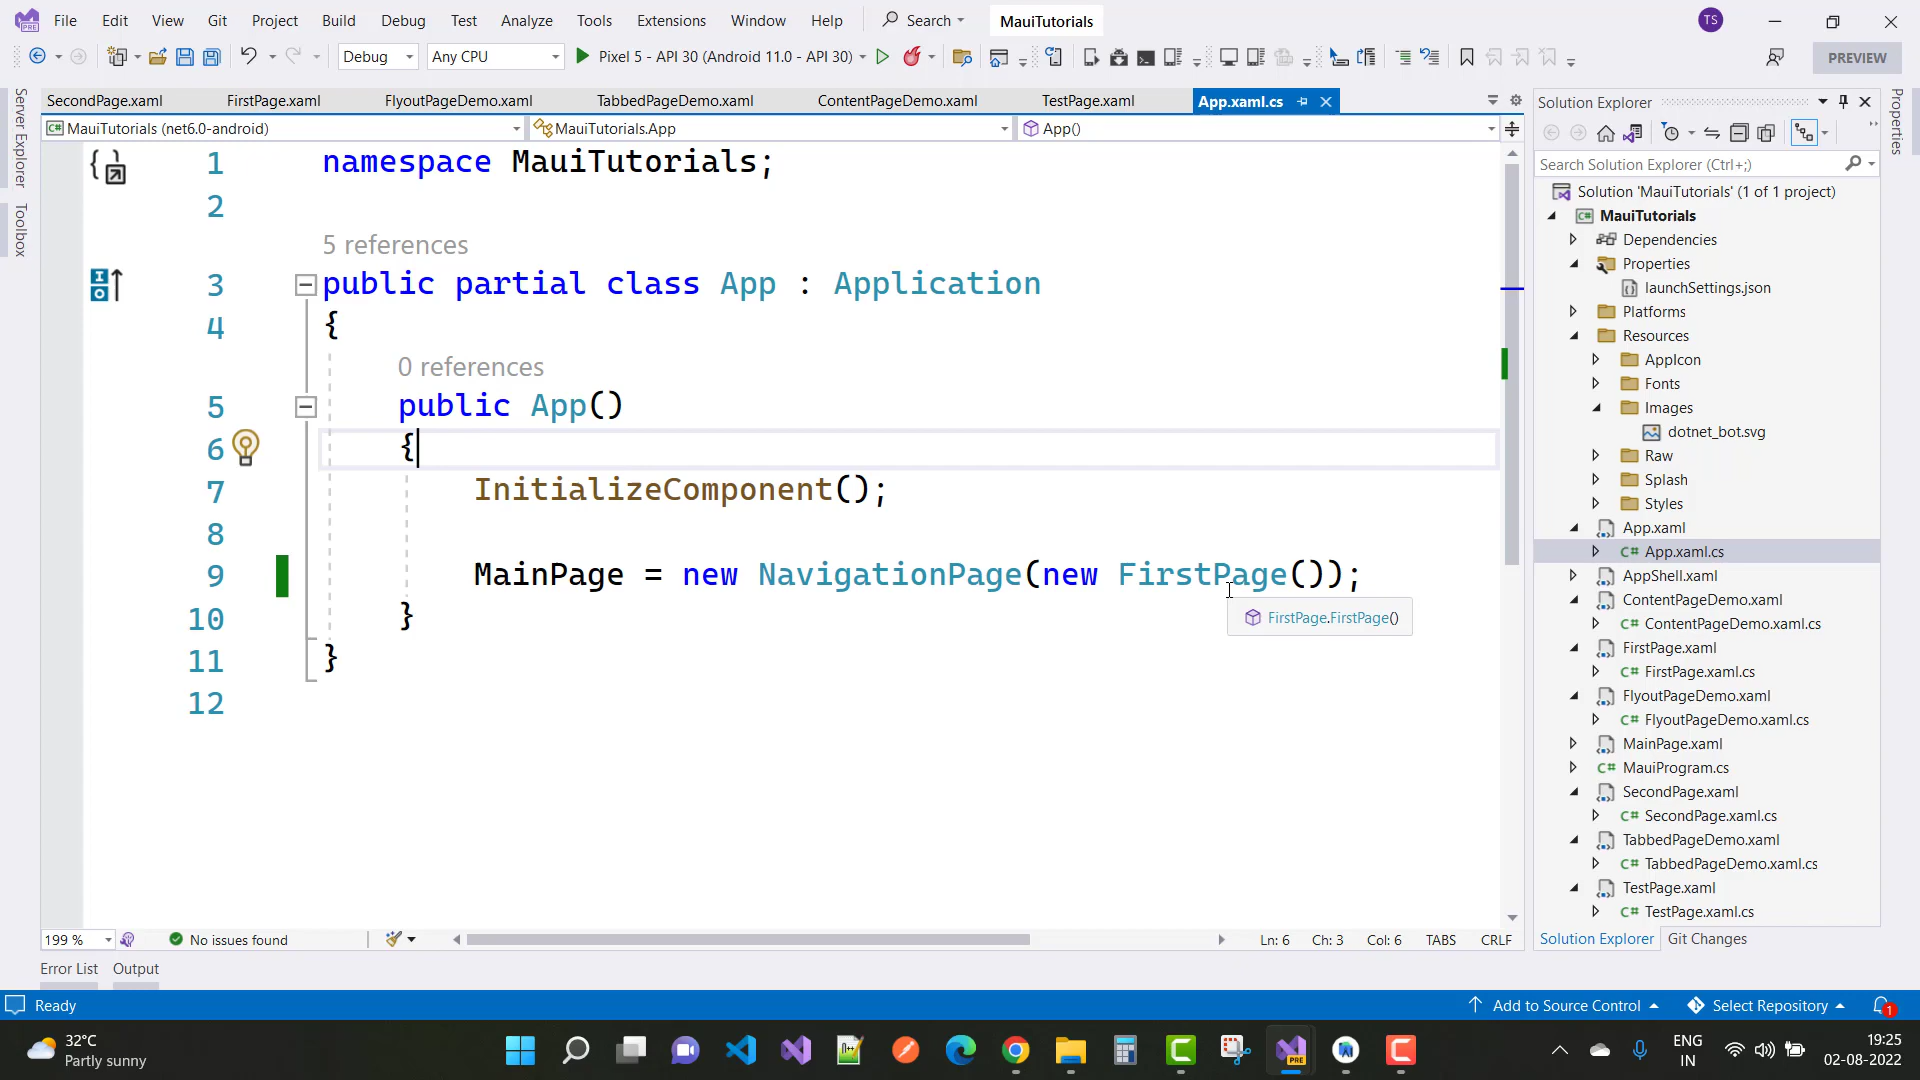 File Edit View Git Project Build Debug Test Analyze Tools Extensions Window Help Search MauiTutorials TS
Debug Any CPU Pixel 5 - API 30 (Android 11.0 - API 30) PREVIEW
SecondPage.xaml FirstPage.xaml FlyoutPageDemo.xaml TabbedPageDemo.xaml ContentPageDemo.xaml TestPage.xaml App.xaml.cs
MauiTutorials (net6.0-android) MauiTutorials.App App()
Server Explorer
Toolbox
1 namespace MauiTutorials;
2
5 references
3 public partial class App : Application
4 {
0 references
5 public App()
6 {
7 InitializeComponent();
8
9 MainPage = new NavigationPage(new FirstPage());
FirstPage.FirstPage()
10 }
11 }
12
199 % No issues found Ln: 6 Ch: 3 Col: 6 TABS CRLF
Error List Output
Solution Explorer
Search Solution Explorer (Ctrl+;)
Solution 'MauiTutorials' (1 of 1 project)
C# MauiTutorials
Dependencies
Properties
launchSettings.json
Platforms
Resources
AppIcon
Fonts
Images
dotnet_bot.svg
Raw
Splash
Styles
App.xaml
C# App.xaml.cs
AppShell.xaml
ContentPageDemo.xaml
C# ContentPageDemo.xaml.cs
FirstPage.xaml
C# FirstPage.xaml.cs
FlyoutPageDemo.xaml
C# FlyoutPageDemo.xaml.cs
MainPage.xaml
C# MauiProgram.cs
SecondPage.xaml
C# SecondPage.xaml.cs
TabbedPageDemo.xaml
C# TabbedPageDemo.xaml.cs
TestPage.xaml
C# TestPage.xaml.cs
Solution Explorer Git Changes
Properties
Ready Add to Source Control Select Repository 1
32°C
Partly sunny
PRE
ENG
IN
19:25
02-08-2022